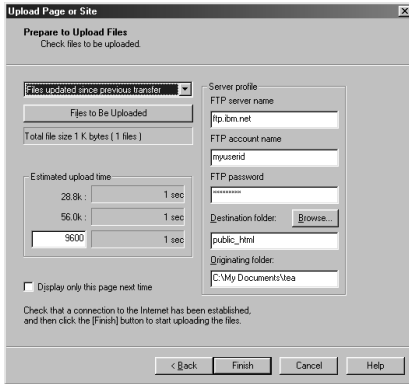 Upload Page or Site
Prepare to Upload Files
Check files to be uploaded.
Files updated since previous transfer
Files to Be Uploaded
Total file size 1 K bytes ( 1 files )
Estimated upload time
28.8k : 1 sec
56.0k : 1 sec
9600 1 sec
Display only this page next time
Server profile
FTP server name
ftp.ibm.net
FTP account name
myuserid
FTP password
*********
Destination folder: Browse...
public_html
Originating folder:
C:\My Documents\tea
Check that a connection to the Internet has been established,
and then click the [Finish] button to start uploading the files.
< Back Finish Cancel Help